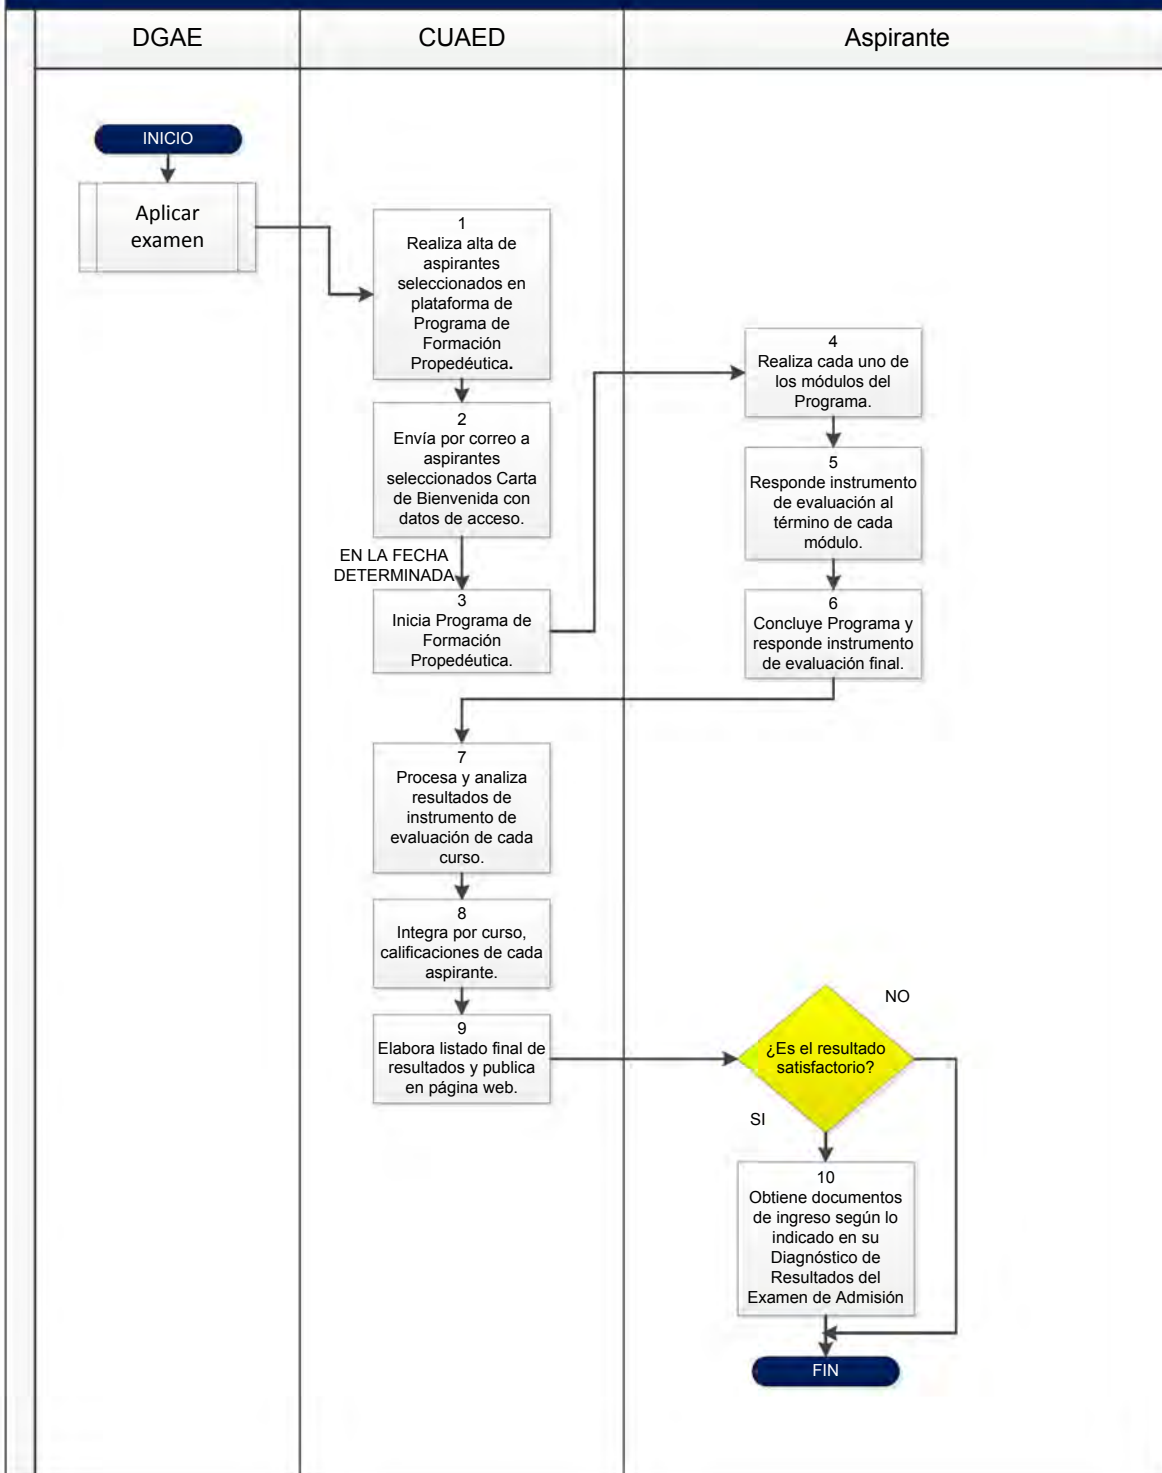 DGAE
CUAED
Aspirante
INICIO
Aplicar
examen
1
Realiza alta de
aspirantes
seleccionados en
plataforma de
Programa de
Formación
Propedéutica.
2
Envía por correo a
aspirantes
seleccionados Carta
de Bienvenida con
datos de acceso.
EN LA FECHA
DETERMINADA
3
Inicia Programa de
Formación
Propedéutica.
4
Realiza cada uno de
los módulos del
Programa.
5
Responde instrumento
de evaluación al
término de cada
módulo.
6
Concluye Programa y
responde instrumento
de evaluación final.
7
Procesa y analiza
resultados de
instrumento de
evaluación de cada
curso.
8
Integra por curso,
calificaciones de cada
aspirante.
9
Elabora listado final de
resultados y publica
en página web.
¿Es el resultado
satisfactorio?
NO
SI
10
Obtiene documentos
de ingreso según lo
indicado en su
Diagnóstico de
Resultados del
Examen de Admisión
FIN